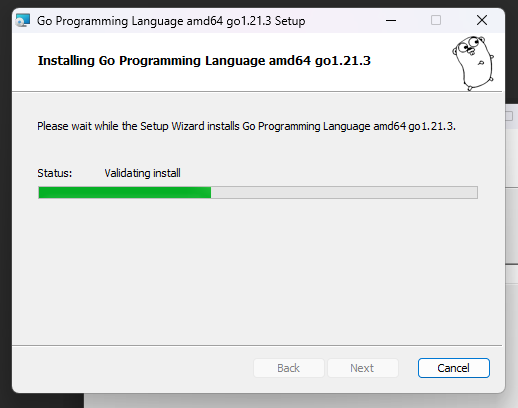 Go Programming Language amd64 go1.21.3 Setup
Installing Go Programming Language amd64 go1.21.3
Please wait while the Setup Wizard installs Go Programming Language amd64 go1.21.3.
Status: Validating install
Back Next Cancel